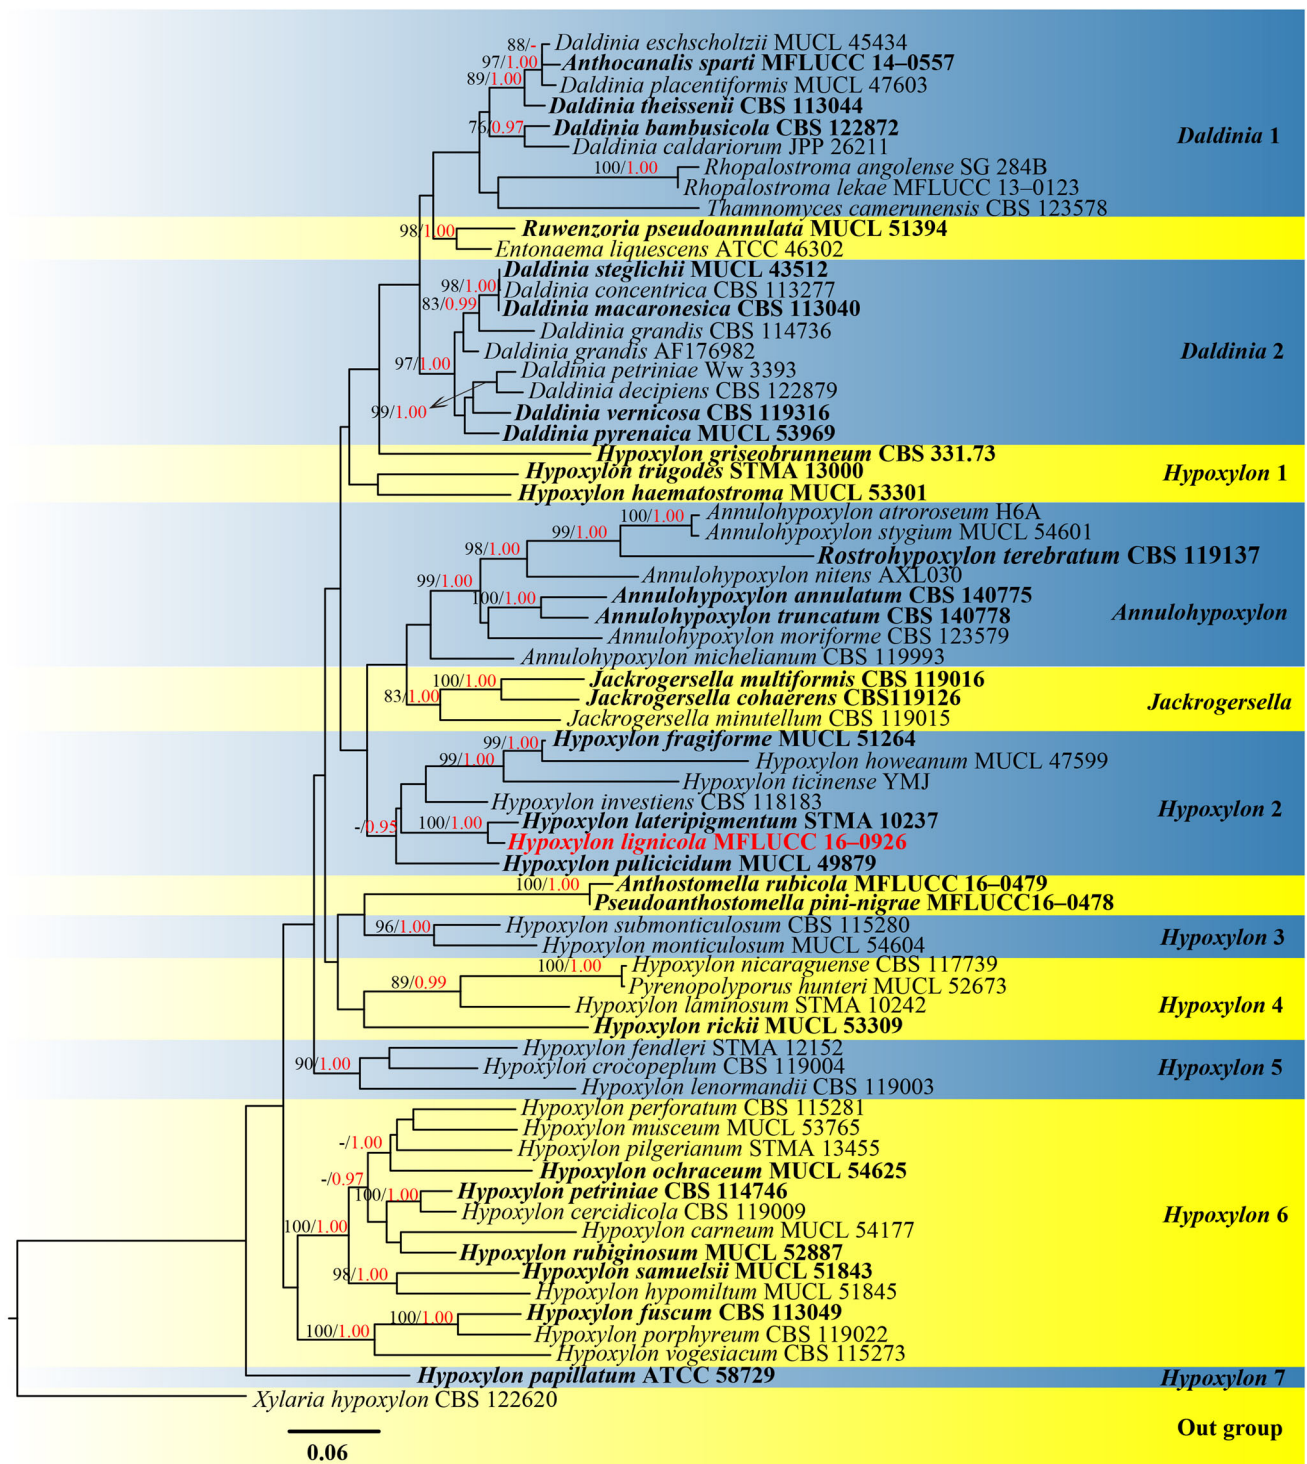 88/-
Daldinia eschscholtzii MUCL 45434
97/1.00
Anthocanalis sparti MFLUCC 14–0557
89/1.00
Daldinia placentiformis MUCL 47603
Daldinia theissenii CBS 113044
76/0.97
Daldinia bambusicola CBS 122872
Daldinia 1
Daldinia caldariorum JPP 26211
100/1.00
Rhopalostroma angolense SG 284B
Rhopalostroma lekae MFLUCC 13–0123
Thamnomyces camerunensis CBS 123578
98/1.00
Ruwenzoria pseudoannulata MUCL 51394
Entonaema liquescens ATCC 46302
Daldinia steglichii MUCL 43512
98/1.00
Daldinia concentrica CBS 113277
83/0.99
Daldinia macaronesica CBS 113040
Daldinia grandis CBS 114736
Daldinia grandis AF176982
Daldinia 2
97/1.00
Daldinia petriniae Ww 3393
Daldinia decipiens CBS 122879
99/1.00
Daldinia vernicosa CBS 119316
Daldinia pyrenaica MUCL 53969
Hypoxylon griseobrunneum CBS 331.73
Hypoxylon trugodes STMA 13000
Hypoxylon 1
Hypoxylon haematostroma MUCL 53301
100/1.00
Annulohypoxylon atroroseum H6A
99/1.00
Annulohypoxylon stygium MUCL 54601
98/1.00
Rostrohypoxylon terebratum CBS 119137
99/1.00
Annulohypoxylon nitens AXL030
100/1.00
Annulohypoxylon annulatum CBS 140775
Annulohypoxylon truncatum CBS 140778
Annulohypoxylon
Annulohypoxylon moriforme CBS 123579
Annulohypoxylon michelianum CBS 119993
100/1.00
Jackrogersella multiformis CBS 119016
83/1.00
Jackrogersella cohaerens CBS119126
Jackrogersella
Jackrogersella minutellum CBS 119015
99/1.00
Hypoxylon fragiforme MUCL 51264
99/1.00
Hypoxylon howeanum MUCL 47599
Hypoxylon ticinense YMJ
Hypoxylon investiens CBS 118183
Hypoxylon 2
-/0.95
100/1.00
Hypoxylon lateripigmentum STMA 10237
Hypoxylon lignicola MFLUCC 16–0926
Hypoxylon pulicicidum MUCL 49879
100/1.00
Anthostomella rubicola MFLUCC 16–0479
Pseudoanthostomella pini-nigrae MFLUCC16–0478
96/1.00
Hypoxylon submonticulosum CBS 115280
Hypoxylon 3
Hypoxylon monticulosum MUCL 54604
100/1.00
Hypoxylon nicaraguense CBS 117739
89/0.99
Pyrenopolyporus hunteri MUCL 52673
Hypoxylon laminosum STMA 10242
Hypoxylon 4
Hypoxylon rickii MUCL 53309
Hypoxylon fendleri STMA 12152
90/1.00
Hypoxylon crocopeplum CBS 119004
Hypoxylon 5
Hypoxylon lenormandii CBS 119003
Hypoxylon perforatum CBS 115281
Hypoxylon musceum MUCL 53765
-/1.00
Hypoxylon pilgerianum STMA 13455
Hypoxylon ochraceum MUCL 54625
-/0.97
100/1.00
Hypoxylon petriniae CBS 114746
Hypoxylon cercidicola CBS 119009
Hypoxylon 6
100/1.00
Hypoxylon carneum MUCL 54177
Hypoxylon rubiginosum MUCL 52887
98/1.00
Hypoxylon samuelsii MUCL 51843
Hypoxylon hypomiltum MUCL 51845
100/1.00
Hypoxylon fuscum CBS 113049
100/1.00
Hypoxylon porphyreum CBS 119022
Hypoxylon vogesiacum CBS 115273
Hypoxylon papillatum ATCC 58729
Hypoxylon 7
Xylaria hypoxylon CBS 122620
Out group
0.06